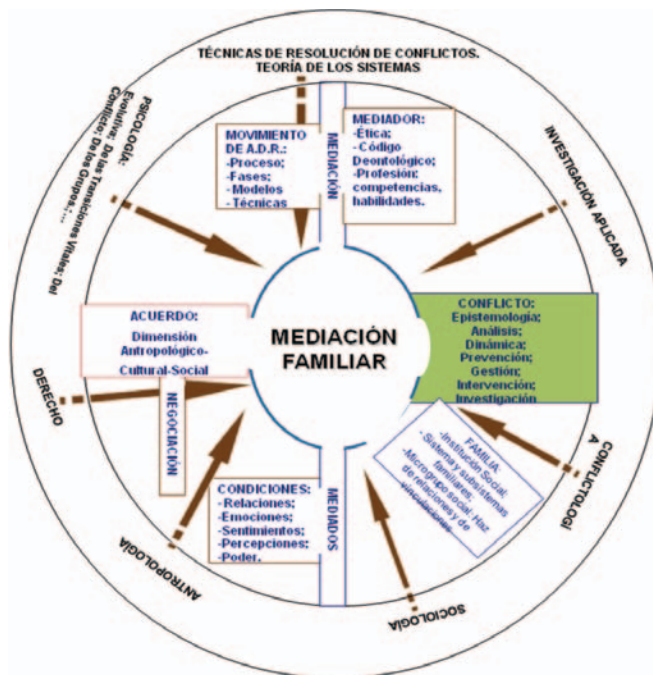 TÉCNICAS DE RESOLUCIÓN DE CONFLICTOS.
TEORÍA DE LOS SISTEMAS
PSICOLOGÍA:
Evolutiva; De las Transiciones Vitales; Del
Conflicto; De los Grupos;....
INVESTIGACIÓN APLICADA
MOVIMIENTO
DE A.D.R.:
-Proceso;
-Fases;
- Modelos
- Técnicas
MEDIACIÓN
MEDIADOR:
-Ética;
- Código
Deontológico;
-Profesión:
competencias,
habilidades.
ACUERDO:
Dimensión
Antropológico-
Cultural-Social
NEGOCIACIÓN
MEDIACIÓN
FAMILIAR
CONFLICTO:
Epistemología;
Análisis;
Dinámica;
Prevención;
Gestión;
Intervención;
Investigación
DERECHO
CONFLICTOLOGÍ
A
FAMILIA:
-Institución Social;
- Sistema y subsistemas
familiares;
-Microgrupo social: Haz
de relaciones y de
vinculaciones
CONDICIONES:
- Relaciones;
-Emociones;
-Sentimientos;
-Percepciones;
-Poder.
MEDIADOS
ANTROPOLOGÍA
SOCIOLOGÍA